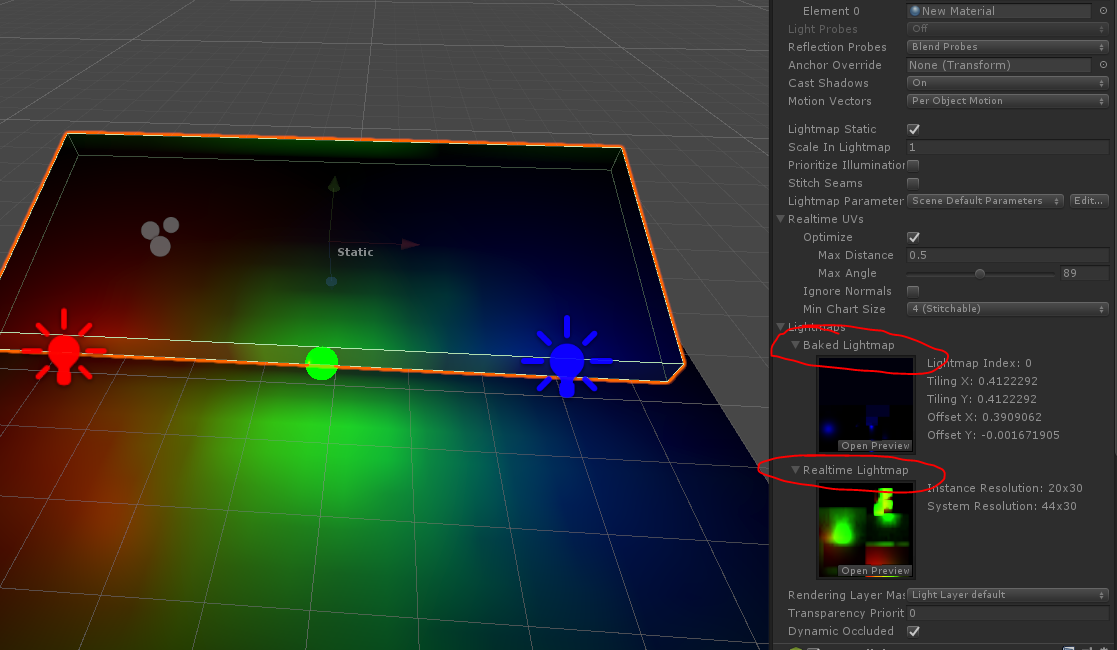 Element 0 New Material
Light Probes Off
Reflection Probes Blend Probes
Anchor Override None (Transform)
Cast Shadows On
Motion Vectors Per Object Motion
Lightmap Static
Scale In Lightmap 1
Prioritize Illumination
Stitch Seams
Lightmap Parameter Scene Default Parameters Edit...
Realtime UVs
Optimize
Max Distance 0.5
Max Angle 89
Ignore Normals
Min Chart Size 4 (Stitchable)
Lightmaps
Baked Lightmap
Lightmap Index: 0
Tiling X: 0.4122292
Tiling Y: 0.4122292
Offset X: 0.3909062
Offset Y: -0.001671905
Open Preview
Realtime Lightmap
Instance Resolution: 20x30
System Resolution: 44x30
Open Preview
Rendering Layer Mas Light Layer default
Transparency Priorit 0
Dynamic Occluded
Static